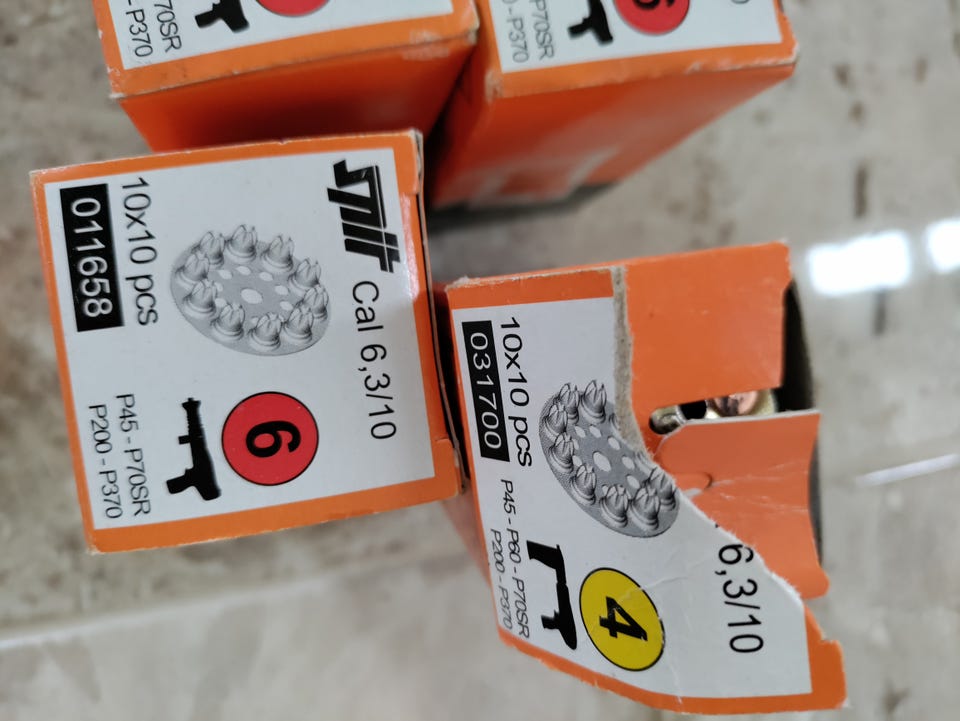 P70SR
-P370
6
-P70SR
-P370
Spit
Cal 6,3/10
10x10 pcs
011658
6
P45 - P70SR
P200 - P370
6,3/10
10x10 pcs
031700
4
P45 - P60 - P70SR
P200 - P370